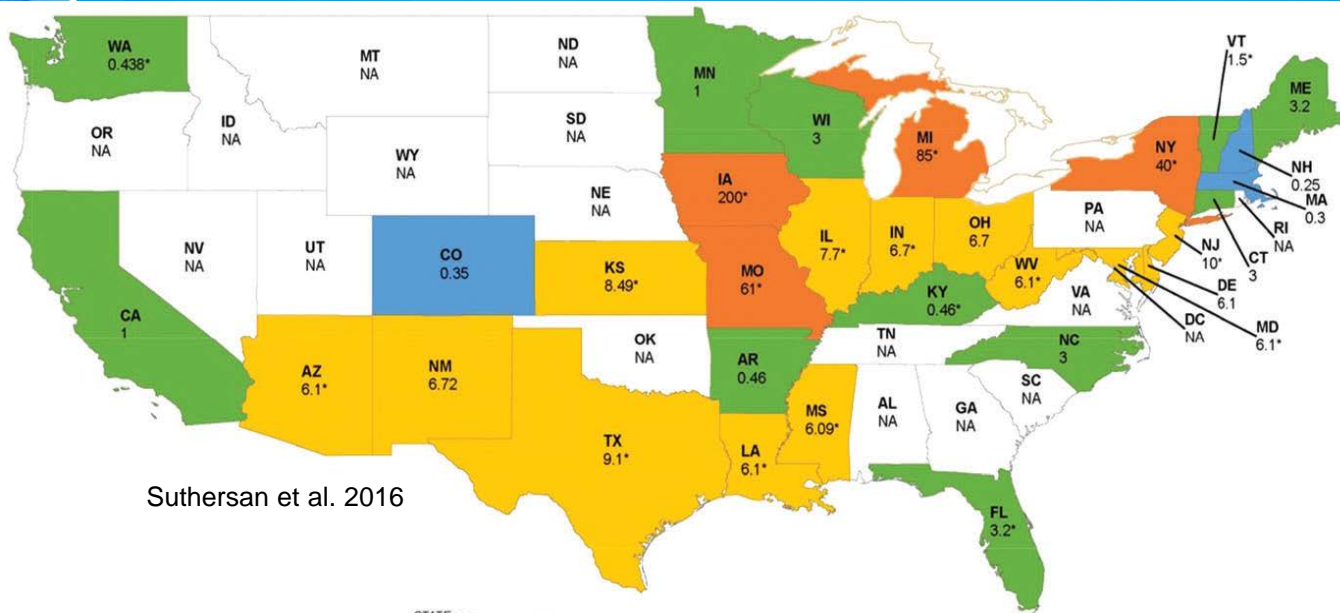 WA
0.438*
MT
NA
ND
NA
MN
1
VT
1.5*
ME
3.2
OR
NA
ID
NA
SD
NA
WI
3
MI
85*
NY
40*
NH
0.25
WY
NA
IA
200*
MA
0.3
NE
NA
PA
NA
RI
NA
NV
NA
UT
NA
CO
0.35
KS
8.49*
MO
61*
IL
7.7*
IN
6.7*
OH
6.7
WV
6.1*
NJ
10*
CT
3
DE
6.1
VA
NA
DC
NA
MD
6.1*
KY
0.46*
CA
1
AZ
6.1*
NM
6.72
OK
NA
AR
0.46
TN
NA
NC
3
SC
NA
TX
9.1*
LA
6.1*
MS
6.09*
AL
NA
GA
NA
FL
3.2*
Suthersan et al. 2016
STATE